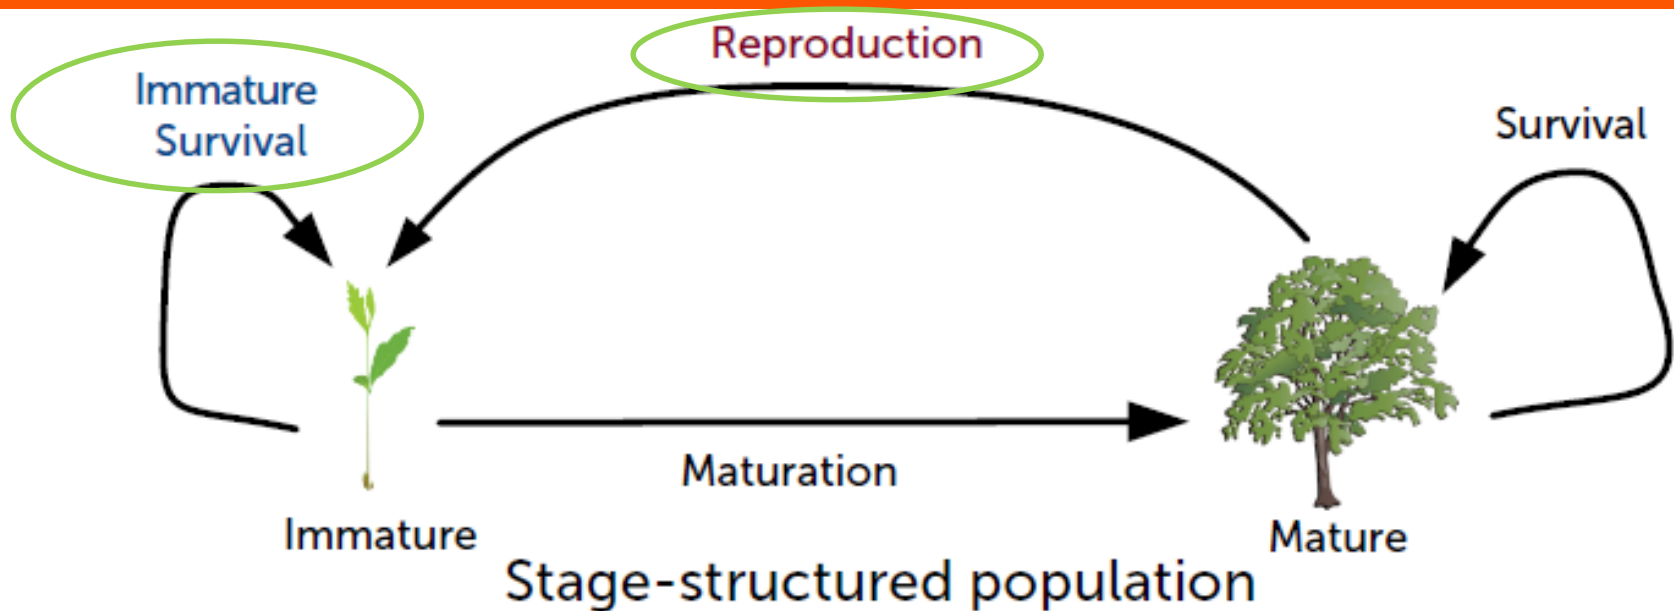 Reproduction
Immature
Survival
Survival
Maturation
Immature
Mature
Stage-structured population